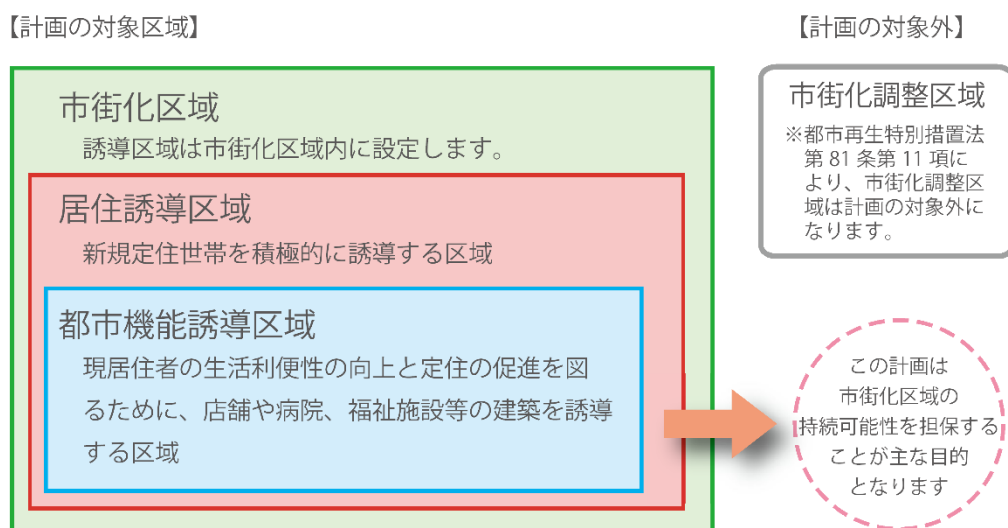 【計画の対象区域】
市街化区域
誘導区域は市街化区域内に設定します。
居住誘導区域
新規定住世帯を積極的に誘導する区域
都市機能誘導区域
現居住者の生活利便性の向上と定住の促進を図
るために、店舗や病院、福祉施設等の建築を誘導
する区域
【計画の対象外】
市街化調整区域
※都市再生特別措置法
第 81 条第 11 項に
より、市街化調整区
域は計画の対象外に
なります。
この計画は
市街化区域の
持続可能性を担保する
ことが主な目的
となります